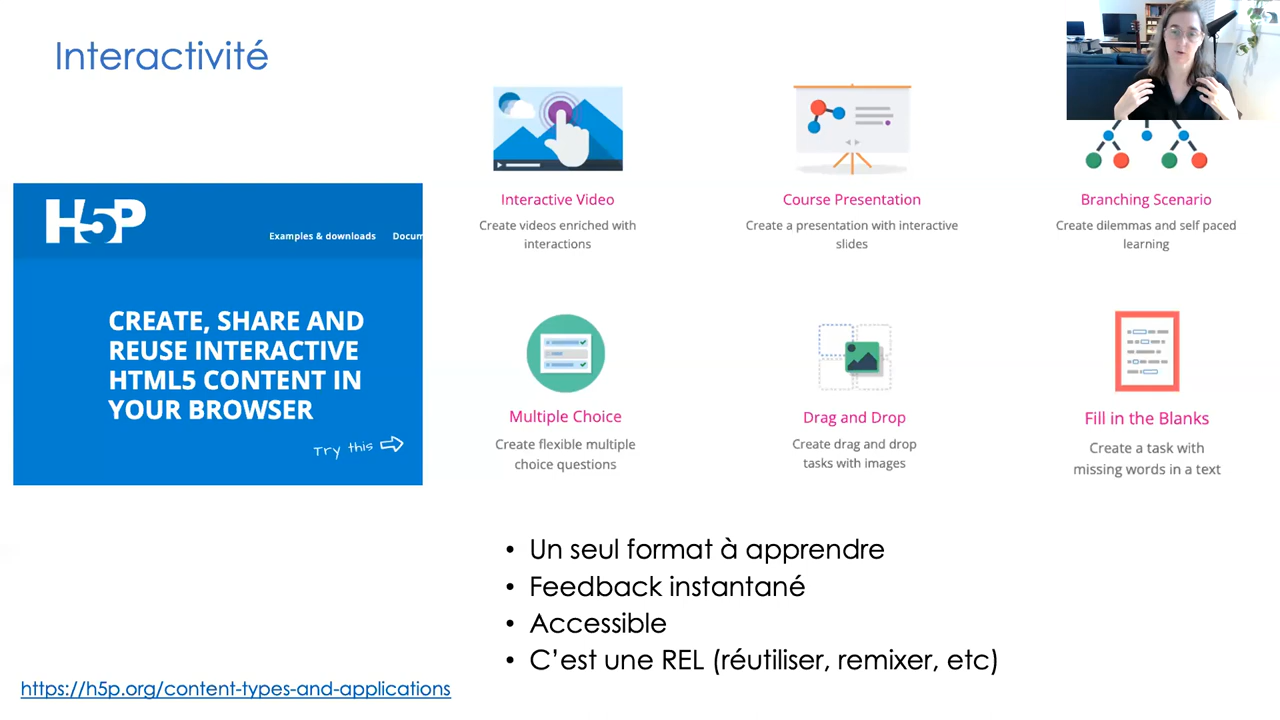 Interactivité
H5P
Examples & downloads Docum
CREATE, SHARE AND
REUSE INTERACTIVE
HTML5 CONTENT IN
YOUR BROWSER
Try this
Interactive Video
Create videos enriched with
interactions
Course Presentation
Create a presentation with interactive
slides
Branching Scenario
Create dilemmas and self paced
learning
Multiple Choice
Create flexible multiple
choice questions
Drag and Drop
Create drag and drop
tasks with images
Fill in the Blanks
Create a task with
missing words in a text
• Un seul format à apprendre
• Feedback instantané
• Accessible
• C’est une REL (réutiliser, remixer, etc)
https://h5p.org/content-types-and-applications